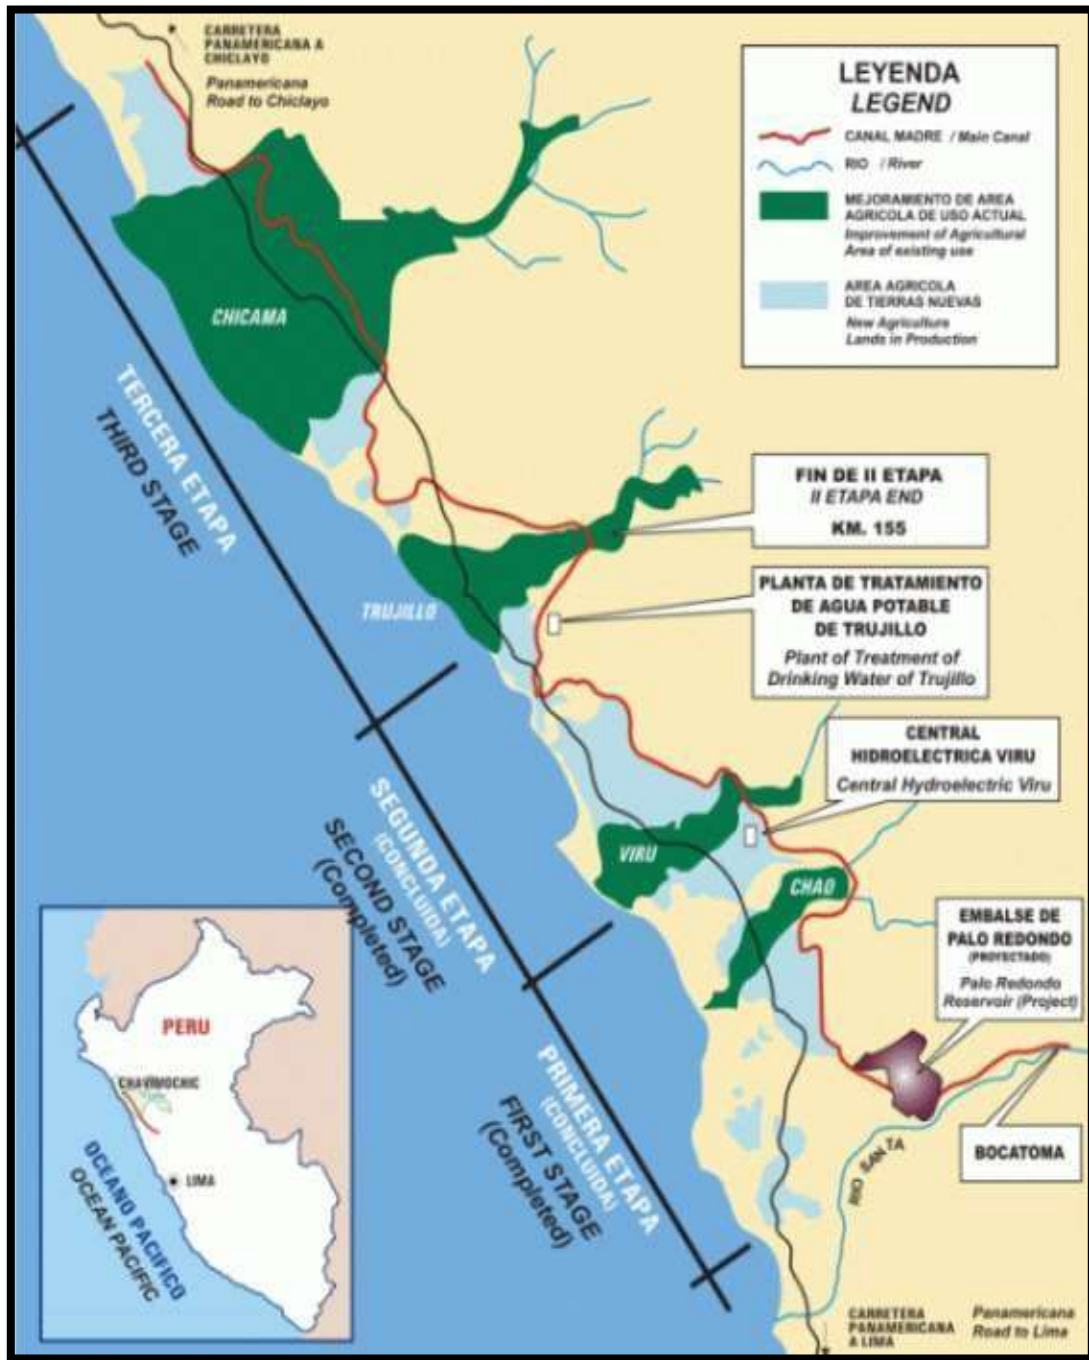 CARRETERA
PANAMERICANA A
CHICLAYO
Panamericana
Road to Chiclayo
LEYENDA
LEGEND
CANAL MADRE / Main Canal
RIO / River
MEJORAMIENTO DE AREA
AGRICOLA DE USO ACTUAL
Improvement of Agricultural
Area of existing use
AREA AGRICOLA
DE TIERRAS NUEVAS
New Agriculture
Lands in Production
CHICAMA
TERCERA ETAPA
THIRD STAGE
FIN DE II ETAPA
II ETAPA END
KM. 155
PLANTA DE TRATAMIENTO
DE AGUA POTABLE
DE TRUJILLO
Plant of Treatment of
Drinking Water of Trujillo
TRUJILLO
CENTRAL
HIDROELECTRICA VIRU
Central Hydroelectric Viru
SEGUNDA ETAPA
(CONCLUIDA)
SECOND STAGE
(Completed)
VIRU
CHAO
EMBALSE DE
PALO REDONDO
(PROYECTADO)
Palo Redondo
Reservoir (Project)
PRIMERA ETAPA
(CONCLUIDA)
FIRST STAGE
(Completed)
BOCATOMA
RIO SANTA
PERU
CHAVIMOCHIC
LIMA
OCEANO PACIFICO
OCEAN PACIFIC
CARRETERA
PANAMERICANA
A LIMA
Panamericana
Road to Lima